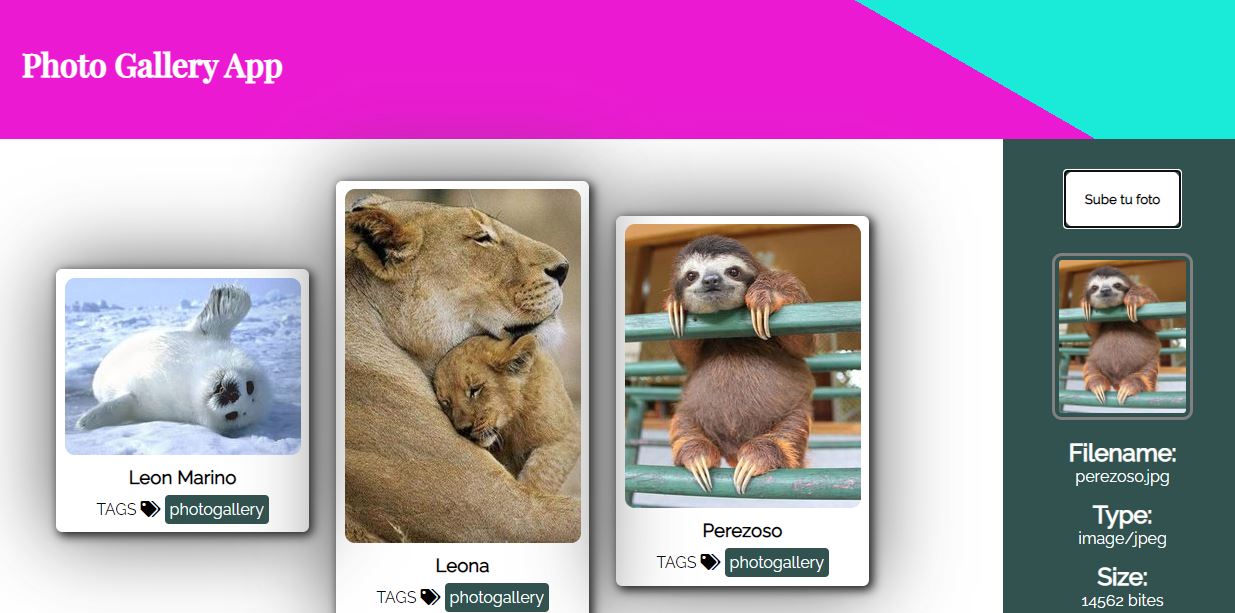 Photo Gallery App
Sube tu foto
Leon Marino
TAGS photogallery
Leona
TAGS photogallery
Perezoso
TAGS photogallery
Filename:
perezoso.jpg
Type:
image/jpeg
Size:
14562 bites